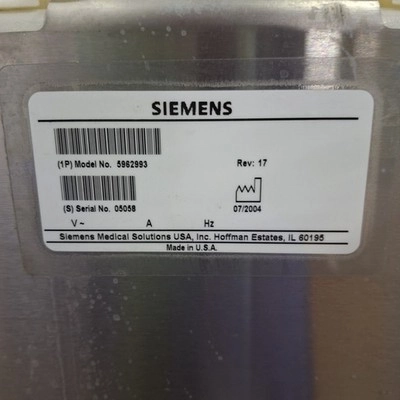 SIEMENS
(1P) Model No. 5962993 Rev: 17
(S) Serial No. 05058 07/2004
V~ A Hz
Siemens Medical Solutions USA, Inc. Hoffman Estates, IL 60195
Made in U.S.A.